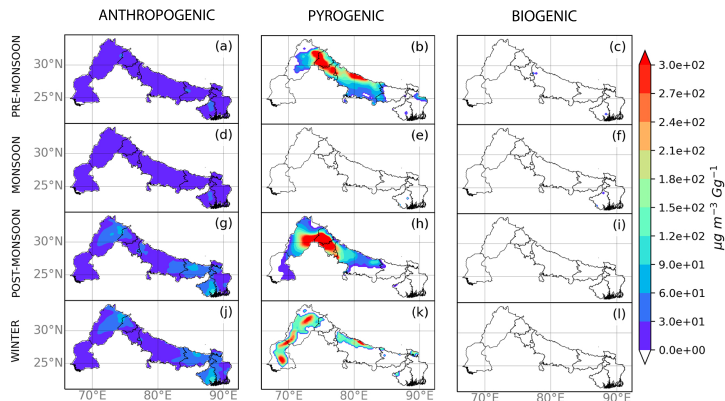 ANTHROPOGENIC PYROGENIC BIOGENIC
PRE-MONSOON
(a) (b) (c)
30°N
25°N
MONSOON
(d) (e) (f)
30°N
25°N
POST-MONSOON
(g) (h) (i)
30°N
25°N
WINTER
(j) (k) (l)
30°N
25°N
70°E 80°E 90°E 70°E 80°E 90°E 70°E 80°E 90°E
3.0e+02
2.7e+02
2.4e+02
2.1e+02
1.8e+02
1.5e+02
1.2e+02
9.0e+01
6.0e+01
3.0e+01
0.0e+00
μg m⁻³ Gg⁻¹